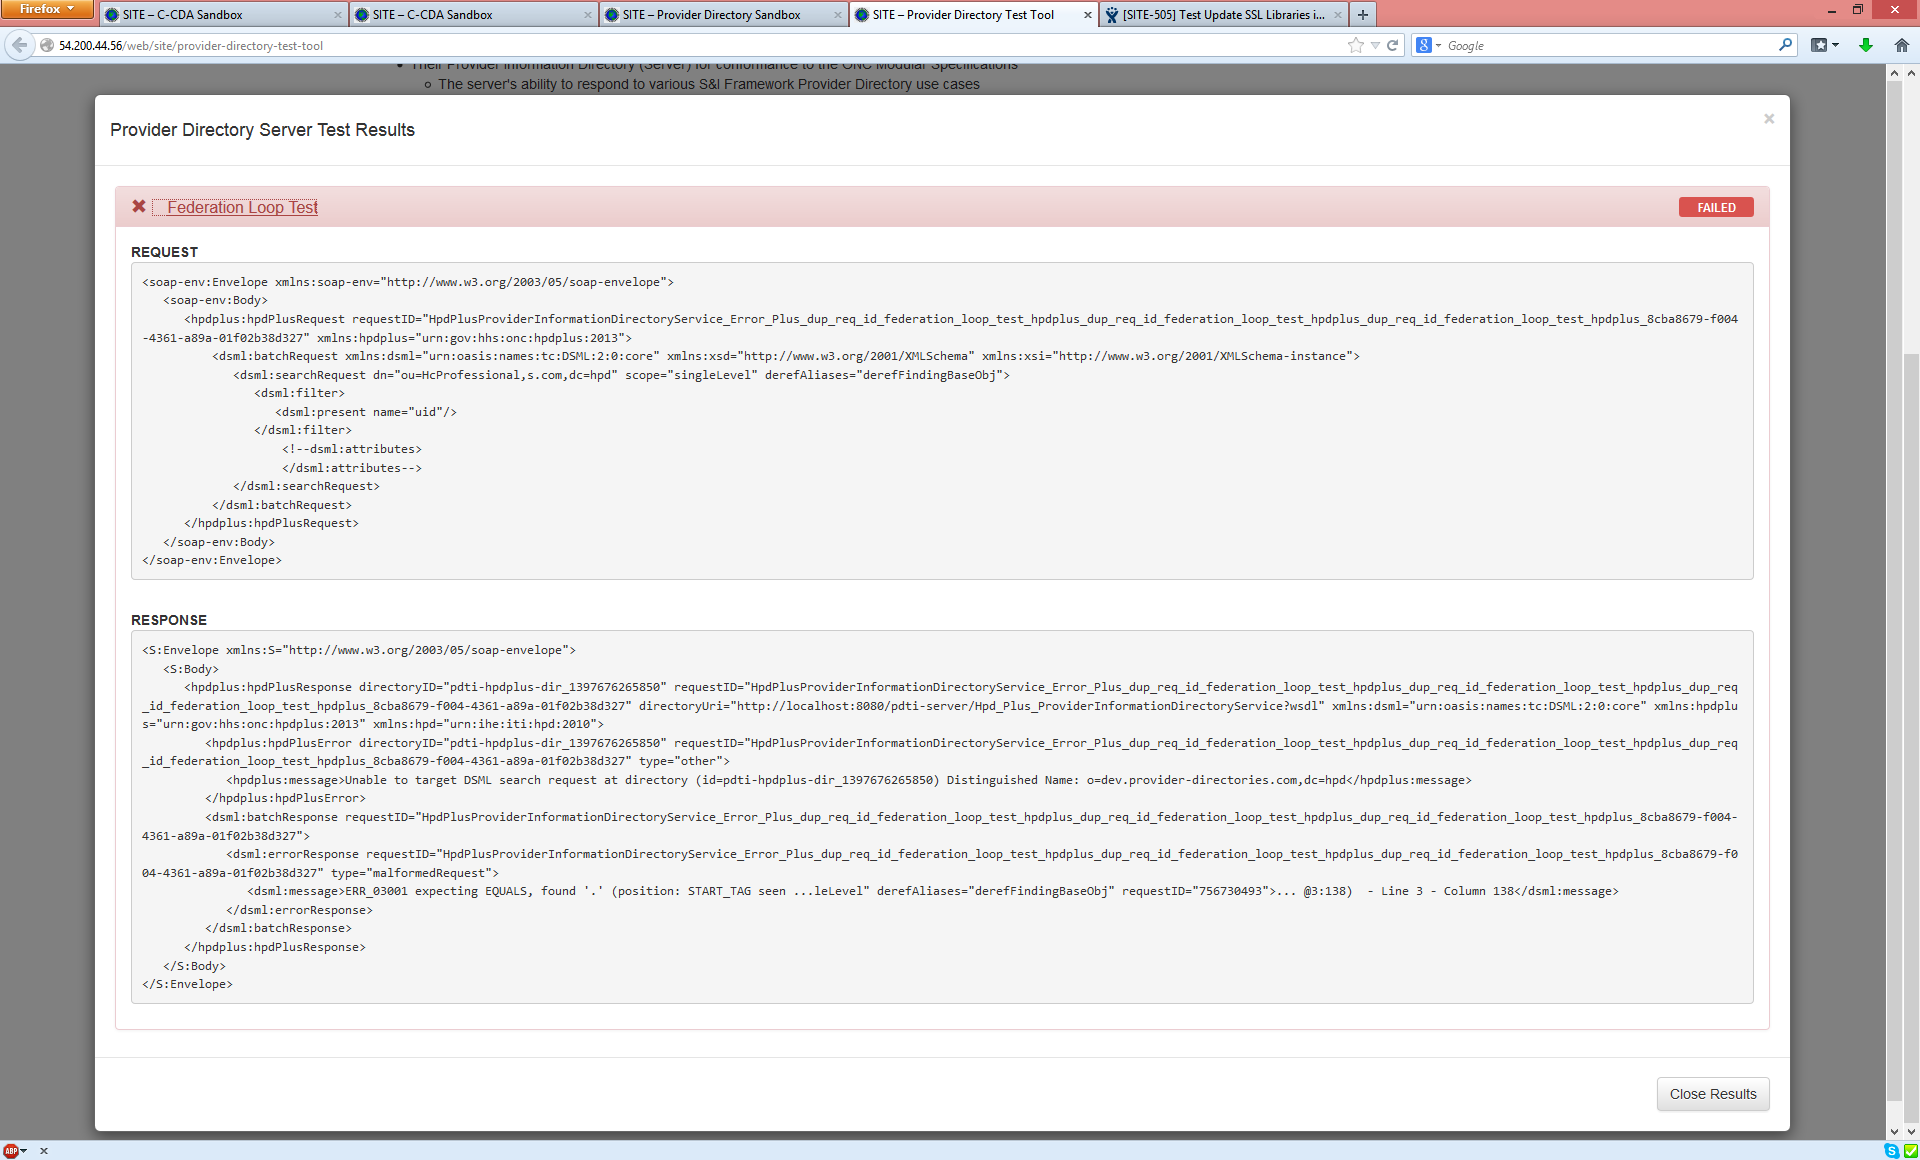 Firefox
SITE – C-CDA Sandbox
SITE – C-CDA Sandbox
SITE – Provider Directory Sandbox
SITE – Provider Directory Test Tool
[SITE-505] Test Update SSL Libraries i...
54.200.44.56/web/site/provider-directory-test-tool
8
Google
Their Provider Information Directory (Server) for conformance to the ONC Modular Specifications
The server's ability to respond to various S&I Framework Provider Directory use cases
Provider Directory Server Test Results
×
Federation Loop Test
FAILED
REQUEST
<soap-env:Envelope xmlns:soap-env="http://www.w3.org/2003/05/soap-envelope">
<soap-env:Body>
<hpdplus:hpdPlusRequest requestID="HpdPlusProviderInformationDirectoryService_Error_Plus_dup_req_id_federation_loop_test_hpdplus_dup_req_id_federation_loop_test_hpdplus_dup_req_id_federation_loop_test_hpdplus_8cba8679-f004
-4361-a89a-01f02b38d327" xmlns:hpdplus="urn:gov:hhs:onc:hpdplus:2013">
<dsml:batchRequest xmlns:dsml="urn:oasis:names:tc:DSML:2:0:core" xmlns:xsd="http://www.w3.org/2001/XMLSchema" xmlns:xsi="http://www.w3.org/2001/XMLSchema-instance">
<dsml:searchRequest dn="ou=HcProfessional,s.com,dc=hpd" scope="singleLevel" derefAliases="derefFindingBaseObj">
<dsml:filter>
<dsml:present name="uid"/>
</dsml:filter>
<!--dsml:attributes>
</dsml:attributes-->
</dsml:searchRequest>
</dsml:batchRequest>
</hpdplus:hpdPlusRequest>
</soap-env:Body>
</soap-env:Envelope>
RESPONSE
<S:Envelope xmlns:S="http://www.w3.org/2003/05/soap-envelope">
<S:Body>
<hpdplus:hpdPlusResponse directoryID="pdti-hpdplus-dir_1397676265850" requestID="HpdPlusProviderInformationDirectoryService_Error_Plus_dup_req_id_federation_loop_test_hpdplus_dup_req_id_federation_loop_test_hpdplus_dup_req
_id_federation_loop_test_hpdplus_8cba8679-f004-4361-a89a-01f02b38d327" directoryUri="http://localhost:8080/pdti-server/Hpd_Plus_ProviderInformationDirectoryService?wsdl" xmlns:dsml="urn:oasis:names:tc:DSML:2:0:core" xmlns:hpdplu
s="urn:gov:hhs:onc:hpdplus:2013" xmlns:hpd="urn:ihe:iti:hpd:2010">
<hpdplus:hpdPlusError directoryID="pdti-hpdplus-dir_1397676265850" requestID="HpdPlusProviderInformationDirectoryService_Error_Plus_dup_req_id_federation_loop_test_hpdplus_dup_req_id_federation_loop_test_hpdplus_dup_req
_id_federation_loop_test_hpdplus_8cba8679-f004-4361-a89a-01f02b38d327" type="other">
<hpdplus:message>Unable to target DSML search request at directory (id=pdti-hpdplus-dir_1397676265850) Distinguished Name: o=dev.provider-directories.com,dc=hpd</hpdplus:message>
</hpdplus:hpdPlusError>
<dsml:batchResponse requestID="HpdPlusProviderInformationDirectoryService_Error_Plus_dup_req_id_federation_loop_test_hpdplus_dup_req_id_federation_loop_test_hpdplus_dup_req_id_federation_loop_test_hpdplus_8cba8679-f004-
4361-a89a-01f02b38d327">
<dsml:errorResponse requestID="HpdPlusProviderInformationDirectoryService_Error_Plus_dup_req_id_federation_loop_test_hpdplus_dup_req_id_federation_loop_test_hpdplus_dup_req_id_federation_loop_test_hpdplus_8cba8679-f0
04-4361-a89a-01f02b38d327" type="malformedRequest">
<dsml:message>ERR_03001 expecting EQUALS, found '.' (position: START_TAG seen ...leLevel" derefAliases="derefFindingBaseObj" requestID="756730493">... @3:138)  - Line 3 - Column 138</dsml:message>
</dsml:errorResponse>
</dsml:batchResponse>
</hpdplus:hpdPlusResponse>
</S:Body>
</S:Envelope>
Close Results
ABP